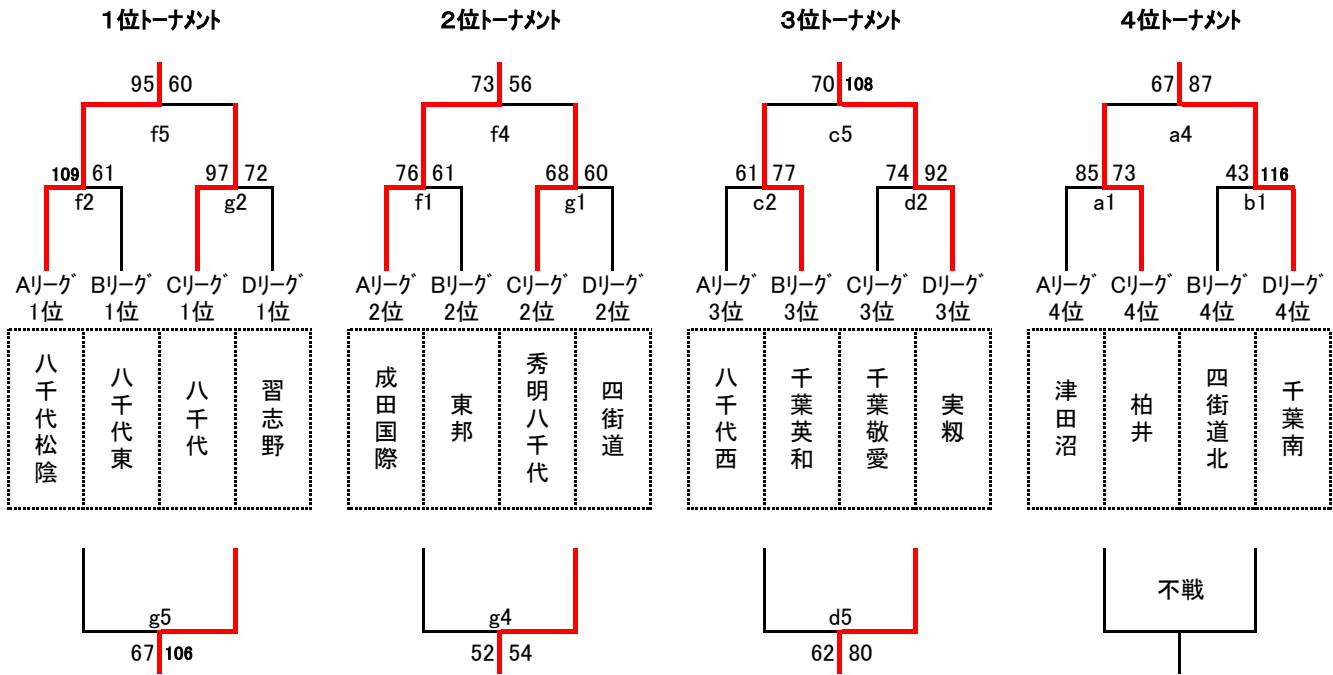 1位トーナメント 2位トーナメント 3位トーナメント 4位トーナメント
95 60 73 56 70 108 67 87
f5 f4 c5 a4
109 61 97 72 76 61 68 60 61 77 74 92 85 73 43 116
f2 g2 f1 g1 c2 d2 a1 b1
Aリーグ Bリーグ Cリーグ Dリーグ Aリーグ Bリーグ Cリーグ Dリーグ Aリーグ Bリーグ Cリーグ Dリーグ Aリーグ Cリーグ Bリーグ Dリーグ
1位 1位 1位 1位 2位 2位 2位 2位 3位 3位 3位 3位 4位 4位 4位 4位
八千代松陰
八千代東
八千代
習志野
成田国際
東邦
秀明八千代
四街道
八千代西
千葉英和
千葉敬愛
実籾
津田沼
柏井
四街道北
千葉南
不戦
g5 g4 d5
67 106 52 54 62 80